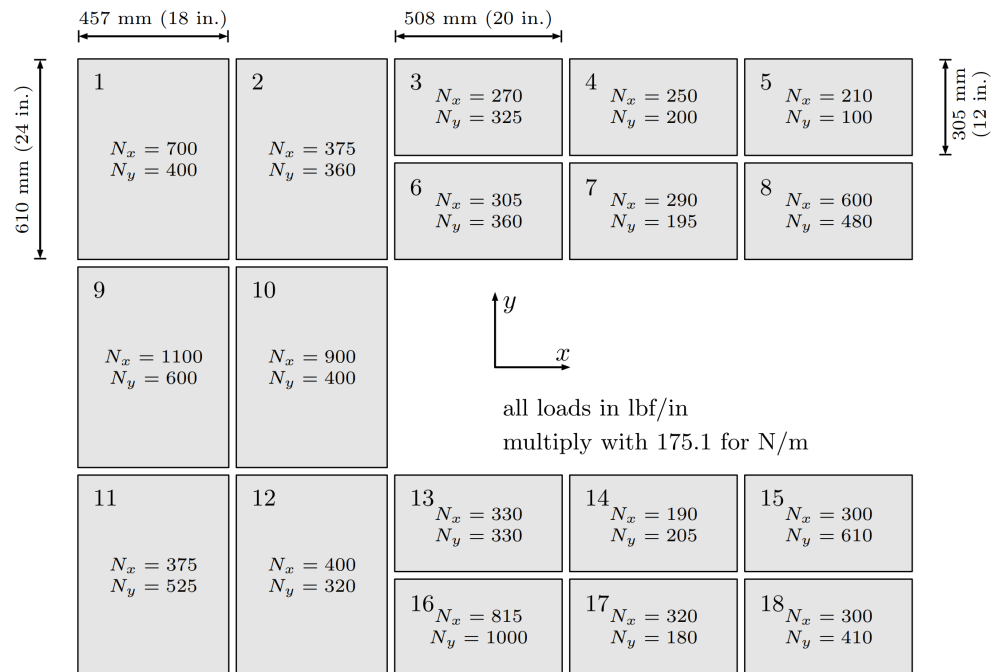 457 mm (18 in.)
508 mm (20 in.)
610 mm (24 in.)
305 mm
(12 in.)
1
N_x = 700
N_y = 400
2
N_x = 375
N_y = 360
3
N_x = 270
N_y = 325
4
N_x = 250
N_y = 200
5
N_x = 210
N_y = 100
6
N_x = 305
N_y = 360
7
N_x = 290
N_y = 195
8
N_x = 600
N_y = 480
9
N_x = 1100
N_y = 600
10
N_x = 900
N_y = 400
y
x
all loads in lbf/in
multiply with 175.1 for N/m
11
N_x = 375
N_y = 525
12
N_x = 400
N_y = 320
13
N_x = 330
N_y = 330
14
N_x = 190
N_y = 205
15
N_x = 300
N_y = 610
16
N_x = 815
N_y = 1000
17
N_x = 320
N_y = 180
18
N_x = 300
N_y = 410